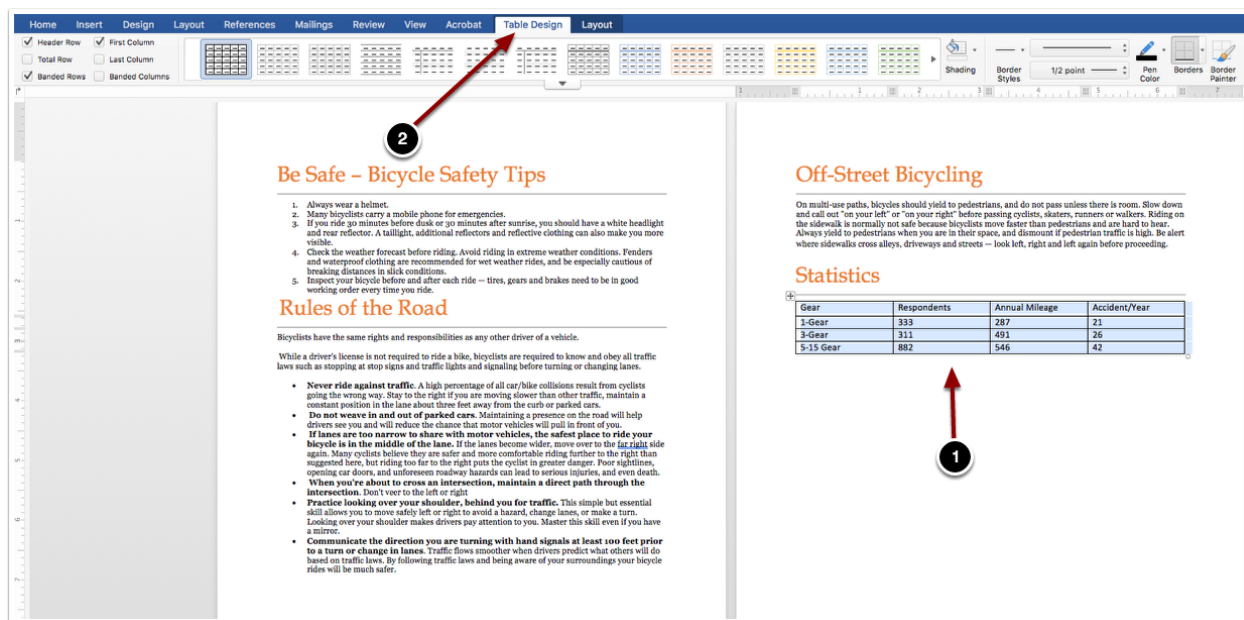 Home Insert Design Layout References Mailings Review View Acrobat Table Design Layout
Header Row First Column
Total Row Last Column
Banded Rows Banded Columns
Shading
Border Styles
1/2 point
Pen Color
Borders
Border Painter
1 1 2 3 4 5 6 7
2
Be Safe – Bicycle Safety Tips
1. Always wear a helmet.
2. Many bicyclists carry a mobile phone for emergencies.
3. If you ride 30 minutes before dusk or 30 minutes after sunrise, you should have a white headlight
and rear reflector. A taillight, additional reflectors and reflective clothing can also make you more
visible.
4. Check the weather forecast before riding. Avoid riding in extreme weather conditions. Fenders
and waterproof clothing are recommended for wet weather rides, and be especially cautious of
breaking distances in slick conditions.
5. Inspect your bicycle before and after each ride — tires, gears and brakes need to be in good
working order every time you ride.
Rules of the Road
Bicyclists have the same rights and responsibilities as any other driver of a vehicle.
While a driver's license is not required to ride a bike, bicyclists are required to know and obey all traffic
laws such as stopping at stop signs and traffic lights and signaling before turning or changing lanes.
• Never ride against traffic. A high percentage of all car/bike collisions result from cyclists
going the wrong way. Stay to the right if you are moving slower than other traffic, maintain a
constant position in the lane about three feet away from the curb or parked cars.
• Do not weave in and out of parked cars. Maintaining a presence on the road will help
drivers see you and will reduce the chance that motor vehicles will pull in front of you.
• If lanes are too narrow to share with motor vehicles, the safest place to ride your
bicycle is in the middle of the lane. If the lanes become wider, move over to the far right side
again. Many cyclists believe they are safer and more comfortable riding further to the right than
suggested here, but riding too far to the right puts the cyclist in greater danger. Poor sightlines,
opening car doors, and unforeseen roadway hazards can lead to serious injuries, and even death.
• When you're about to cross an intersection, maintain a direct path through the
intersection. Don't veer to the left or right
• Practice looking over your shoulder, behind you for traffic. This simple but essential
skill allows you to move safely left or right to avoid a hazard, change lanes, or make a turn.
Looking over your shoulder makes drivers pay attention to you. Master this skill even if you have
a mirror.
• Communicate the direction you are turning with hand signals at least 100 feet prior
to a turn or change in lanes. Traffic flows smoother when drivers predict what others will do
based on traffic laws. By following traffic laws and being aware of your surroundings your bicycle
rides will be much safer.
Off-Street Bicycling
On multi-use paths, bicycles should yield to pedestrians, and do not pass unless there is room. Slow down
and call out "on your left" or "on your right" before passing cyclists, skaters, runners or walkers. Riding on
the sidewalk is normally not safe because bicyclists move faster than pedestrians and are hard to hear.
Always yield to pedestrians when you are in their space, and dismount if pedestrian traffic is high. Be alert
where sidewalks cross alleys, driveways and streets — look left, right and left again before proceeding.
Statistics
Gear Respondents Annual Mileage Accident/Year
1-Gear 333 287 21
3-Gear 311 491 26
5-15 Gear 882 546 42
1